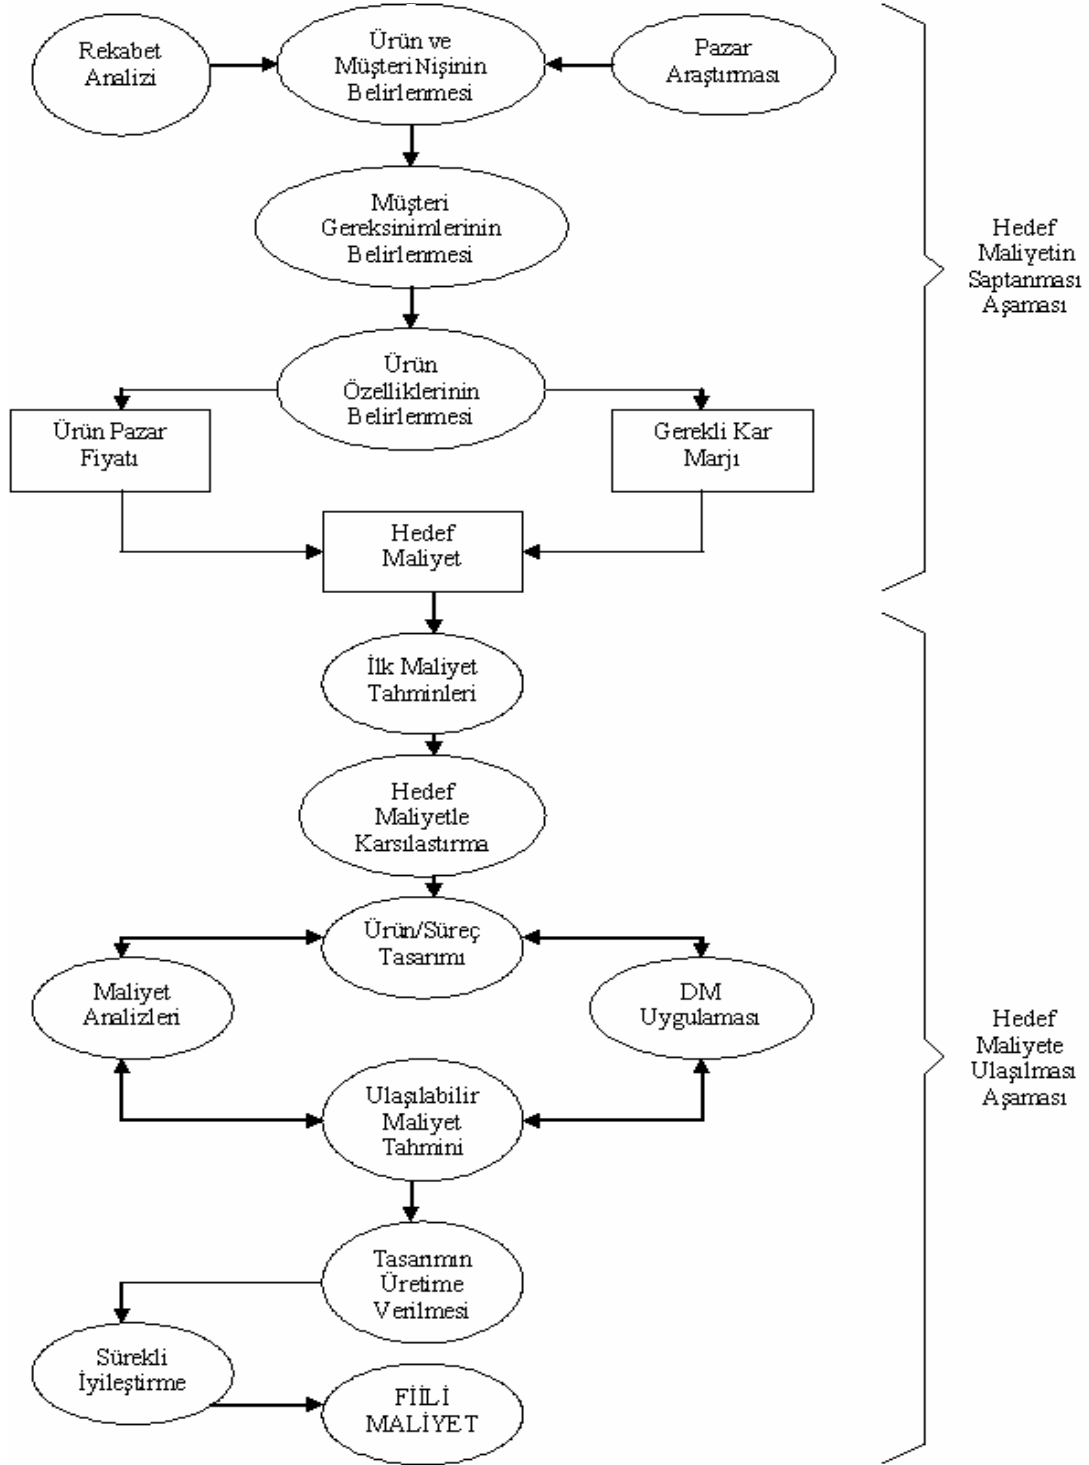 Rekabet
Analizi
Ürün ve
Müşteri Nişinin
Belirlenmesi
Pazar
Araştırması
Müşteri
Gereksinimlerinin
Belirlenmesi
Hedef
Maliyetin
Saptanması
Aşaması
Ürün
Özelliklerinin
Belirlenmesi
Ürün Pazar
Fiyatı
Gerekli Kar
Marjı
Hedef
Maliyet
İlk Maliyet
Tahminleri
Hedef
Maliyetle
Karsılastırma
Ürün/Süreç
Tasarımı
Maliyet
Analizleri
DM
Uygulaması
Hedef
Maliyete
Ulaşılması
Aşaması
Ulaşılabilir
Maliyet
Tahmini
Tasarımın
Üretime
Verilmesi
Sürekli
İyileştirme
FİİLİ
MALİYET